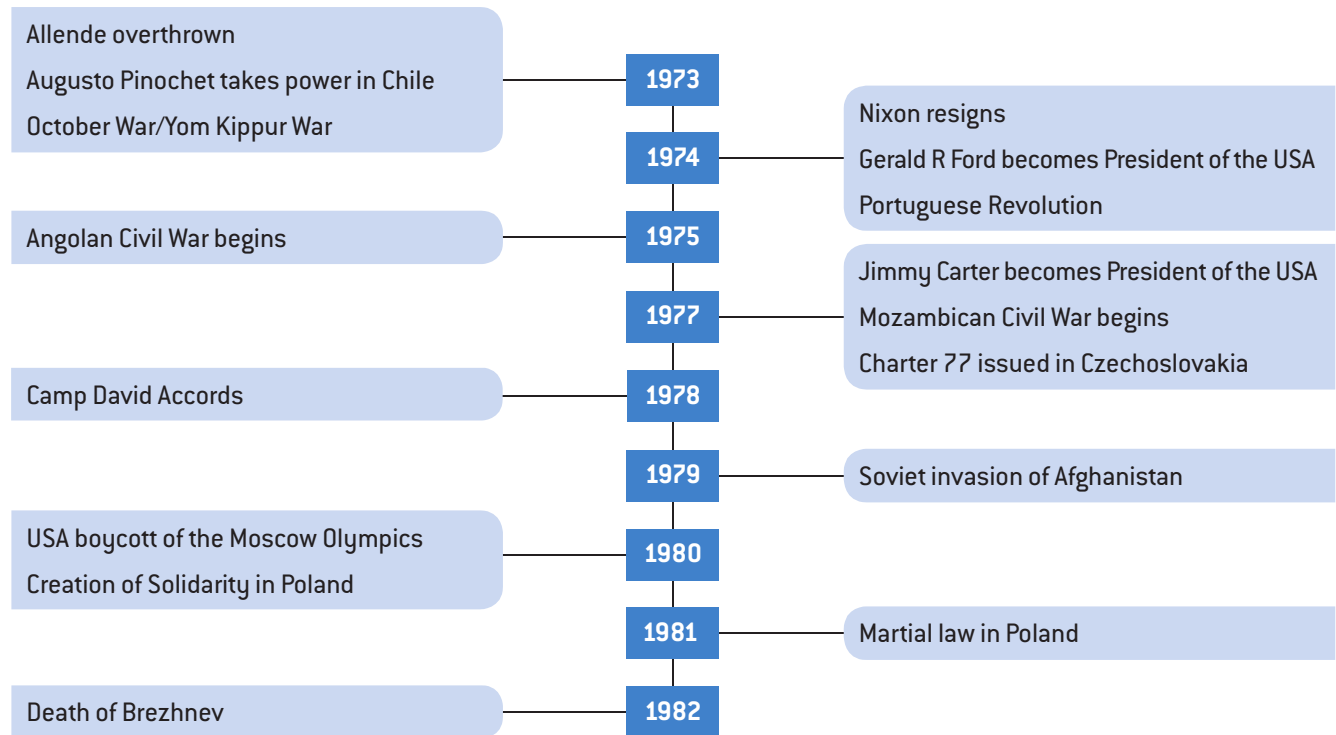 Allende overthrown
Augusto Pinochet takes power in Chile
October War/Yom Kippur War
1973
1974
Nixon resigns
Gerald R Ford becomes President of the USA
Portuguese Revolution
Angolan Civil War begins
1975
1977
Jimmy Carter becomes President of the USA
Mozambican Civil War begins
Charter 77 issued in Czechoslovakia
Camp David Accords
1978
1979
Soviet invasion of Afghanistan
USA boycott of the Moscow Olympics
Creation of Solidarity in Poland
1980
1981
Martial law in Poland
Death of Brezhnev
1982